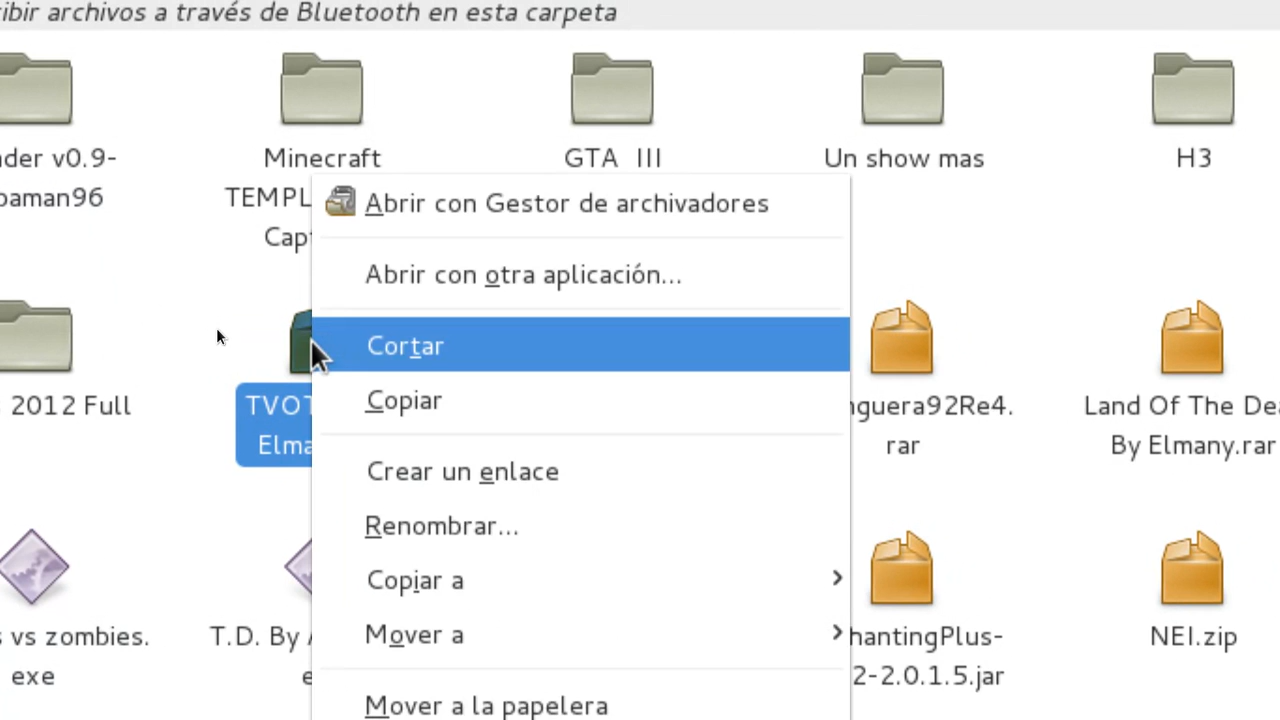 ibir archivos a través de Bluetooth en esta carpeta
der v0.9-
Minecraft
GTA III
Un show mas
H3
paman96
TEMPL
Capt
Abrir con Gestor de archivadores
Abrir con otra aplicación...
Cortar
Copiar
Crear un enlace
Renombrar...
Copiar a
Mover a
Mover a la papelera
2012 Full
TVOT
Elma
nguera92Re4.
rar
Land Of The Dea
By Elmany.rar
s vs zombies.
exe
T.D. By A
e
hantingPlus-
2-2.0.1.5.jar
NEI.zip